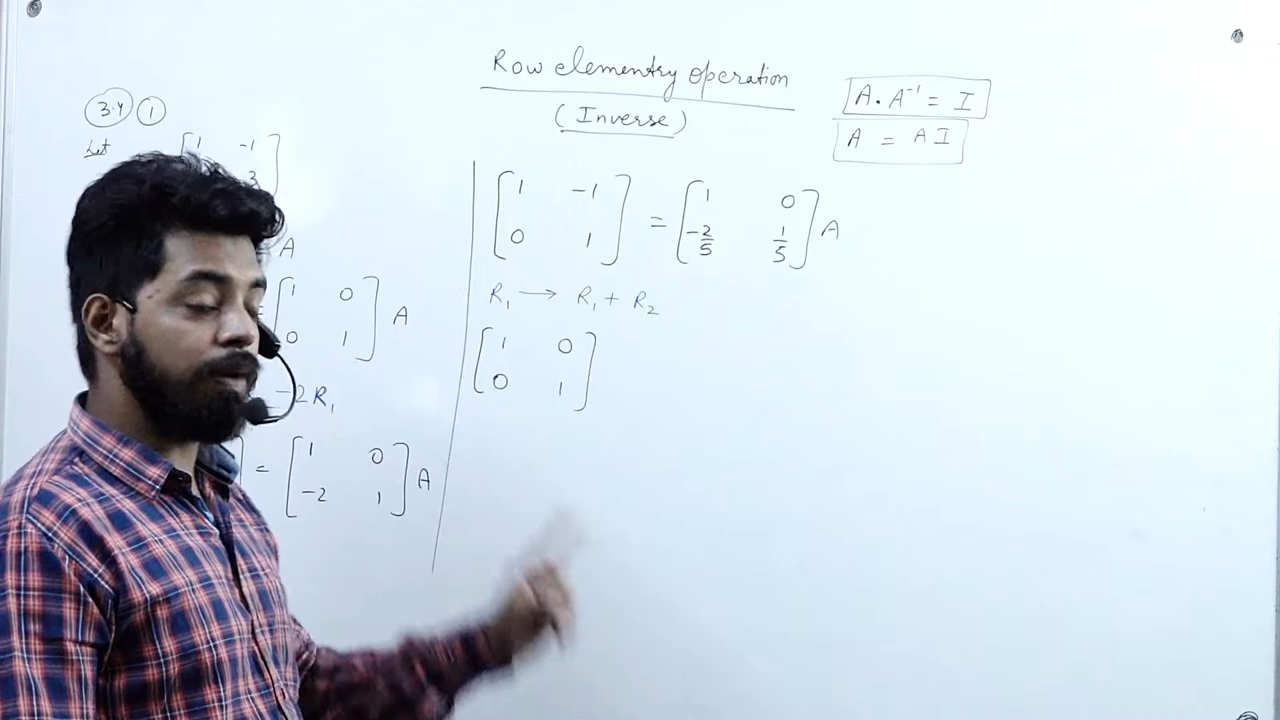 Row elementry operation
(Inverse)
A . A⁻¹ = I
A = A I
3.4 1
Let [ 1 -1
3 ]
A
= [ 1 0
0 1 ] A
-2R₁
] = [ 1 0
-2 1 ] A
[ 1 -1
0 1 ] = [ 1 0
-2/5 1/5 ] A
R₁ → R₁ + R₂
[ 1 0
0 1 ]